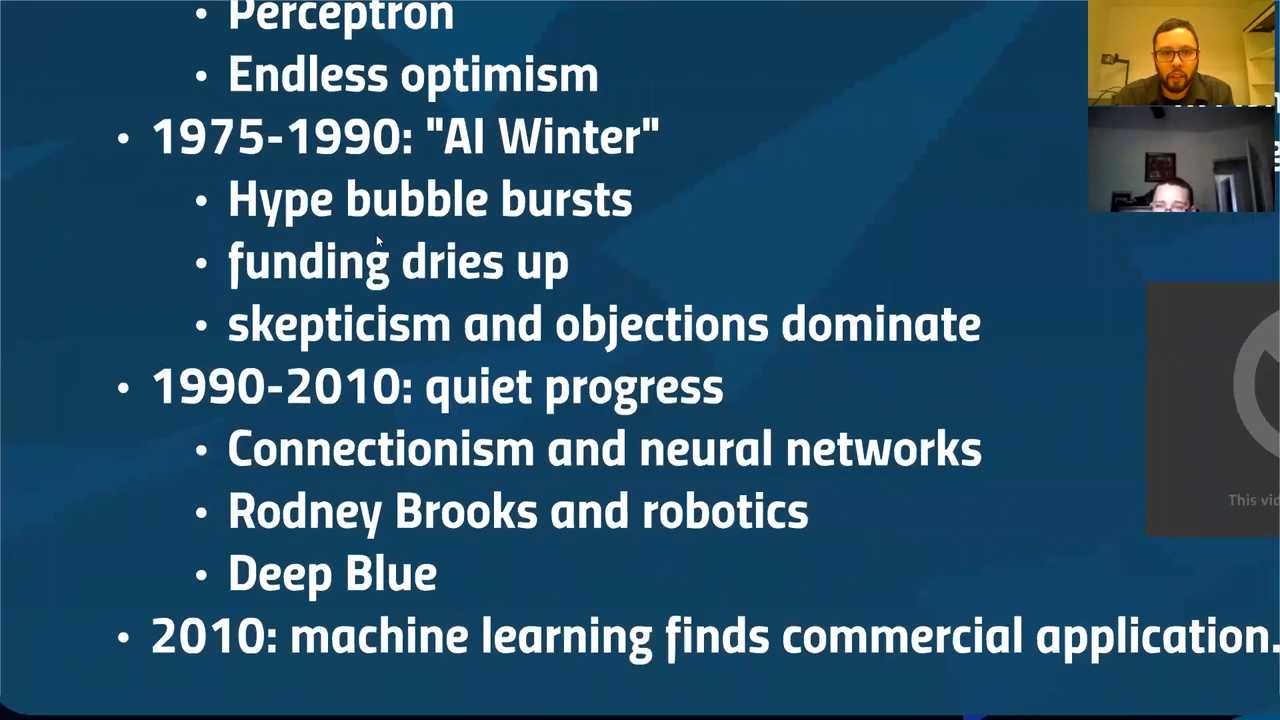 • Perceptron
• Endless optimism
• 1975-1990: "AI Winter"
• Hype bubble bursts
• funding dries up
• skepticism and objections dominate
• 1990-2010: quiet progress
• Connectionism and neural networks
• Rodney Brooks and robotics
This
• Deep Blue
• 2010: machine learning finds commercial application.